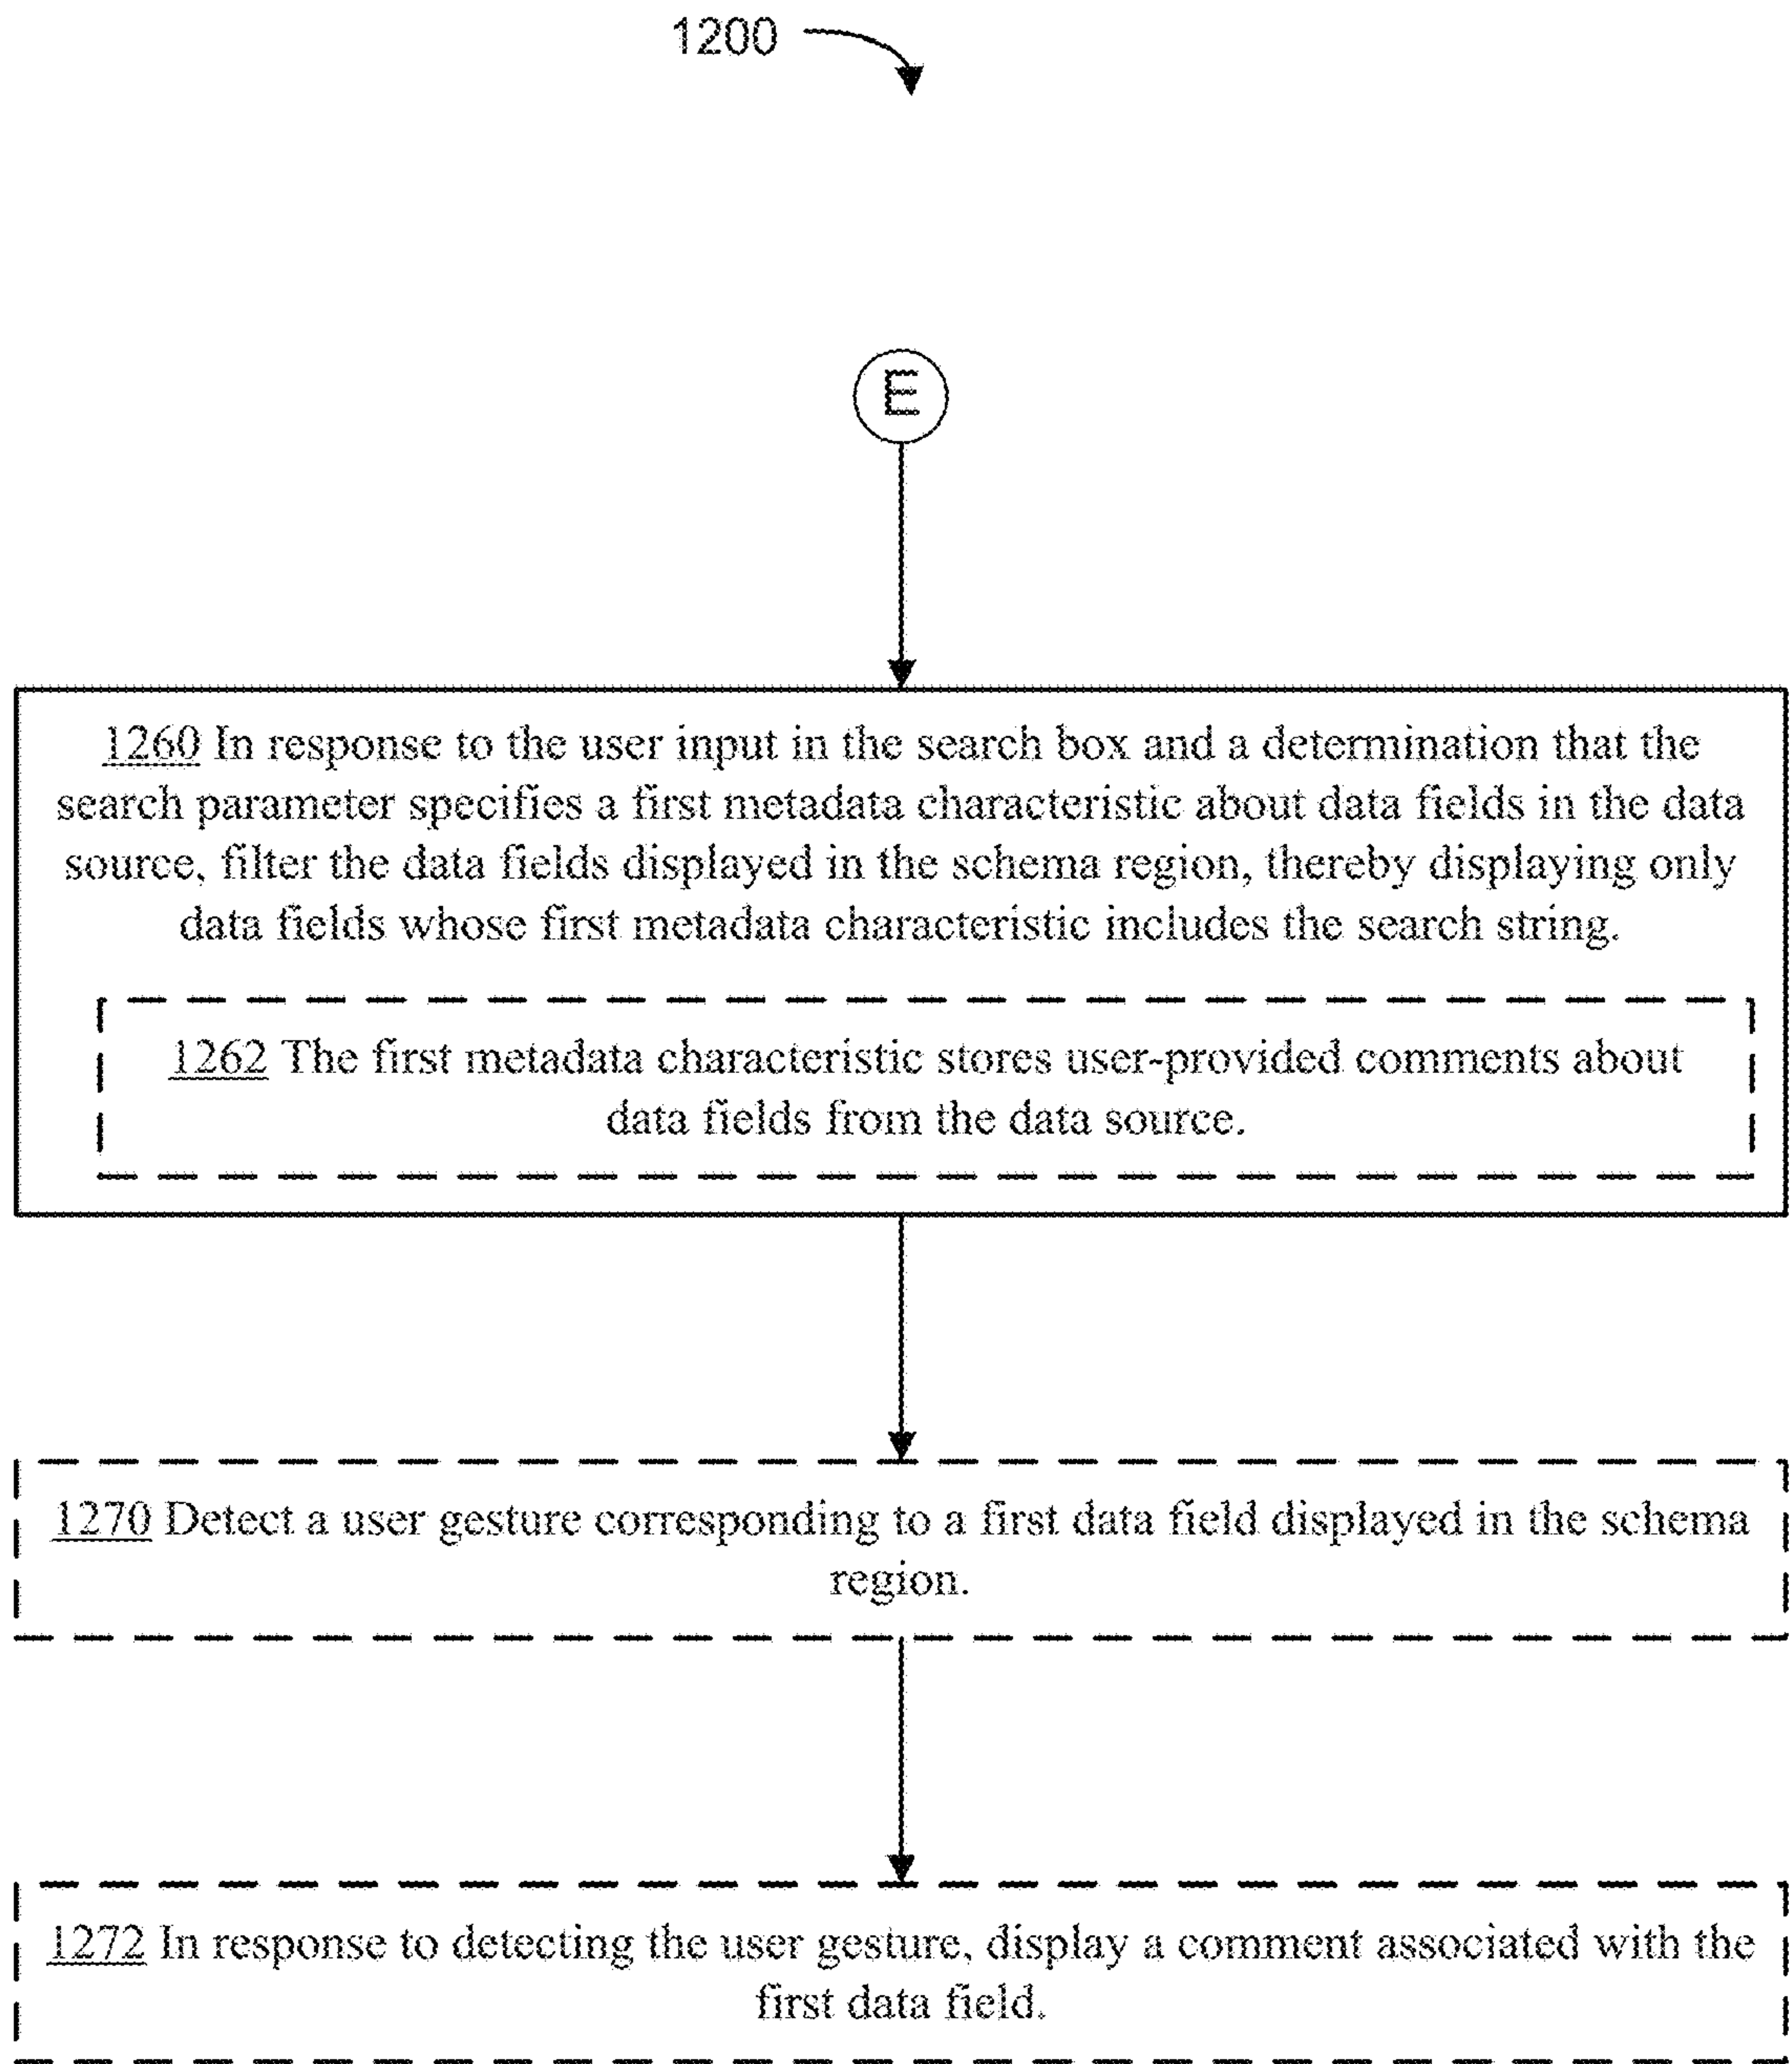 1200
E
1260 In response to the user input in the search box and a determination that the
search parameter specifies a first metadata characteristic about data fields in the data
source, filter the data fields displayed in the schema region, thereby displaying only
data fields whose first metadata characteristic includes the search string.
1262 The first metadata characteristic stores user-provided comments about
data fields from the data source.
1270 Detect a user gesture corresponding to a first data field displayed in the schema
region.
1272 In response to detecting the user gesture, display a comment associated with the
first data field.